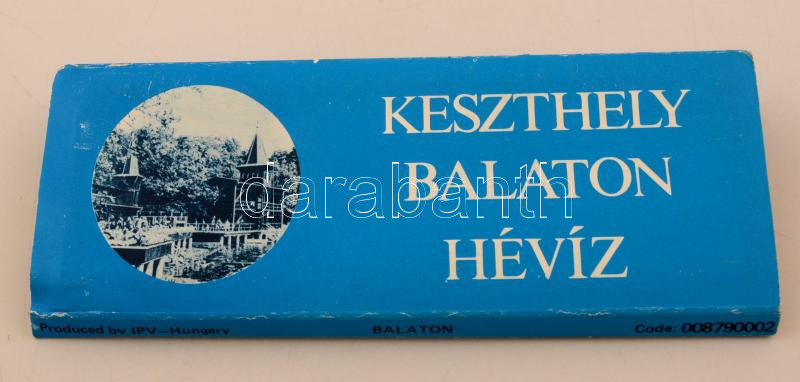 KESZTHELY
BALATON
HÉVÍZ
darabanth
Produced by IPV—Hungary BALATON Code: 008790002